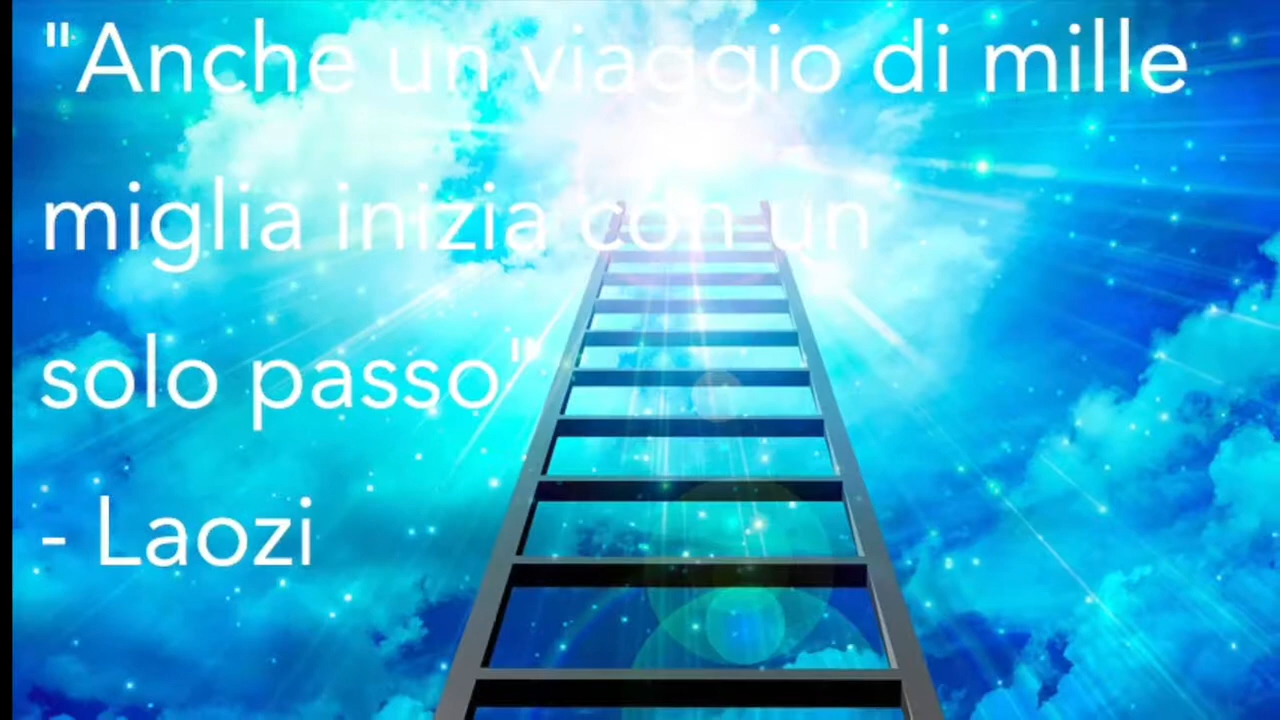 "Anche un viaggio di mille
miglia inizia con un
solo passo"
- Laozi